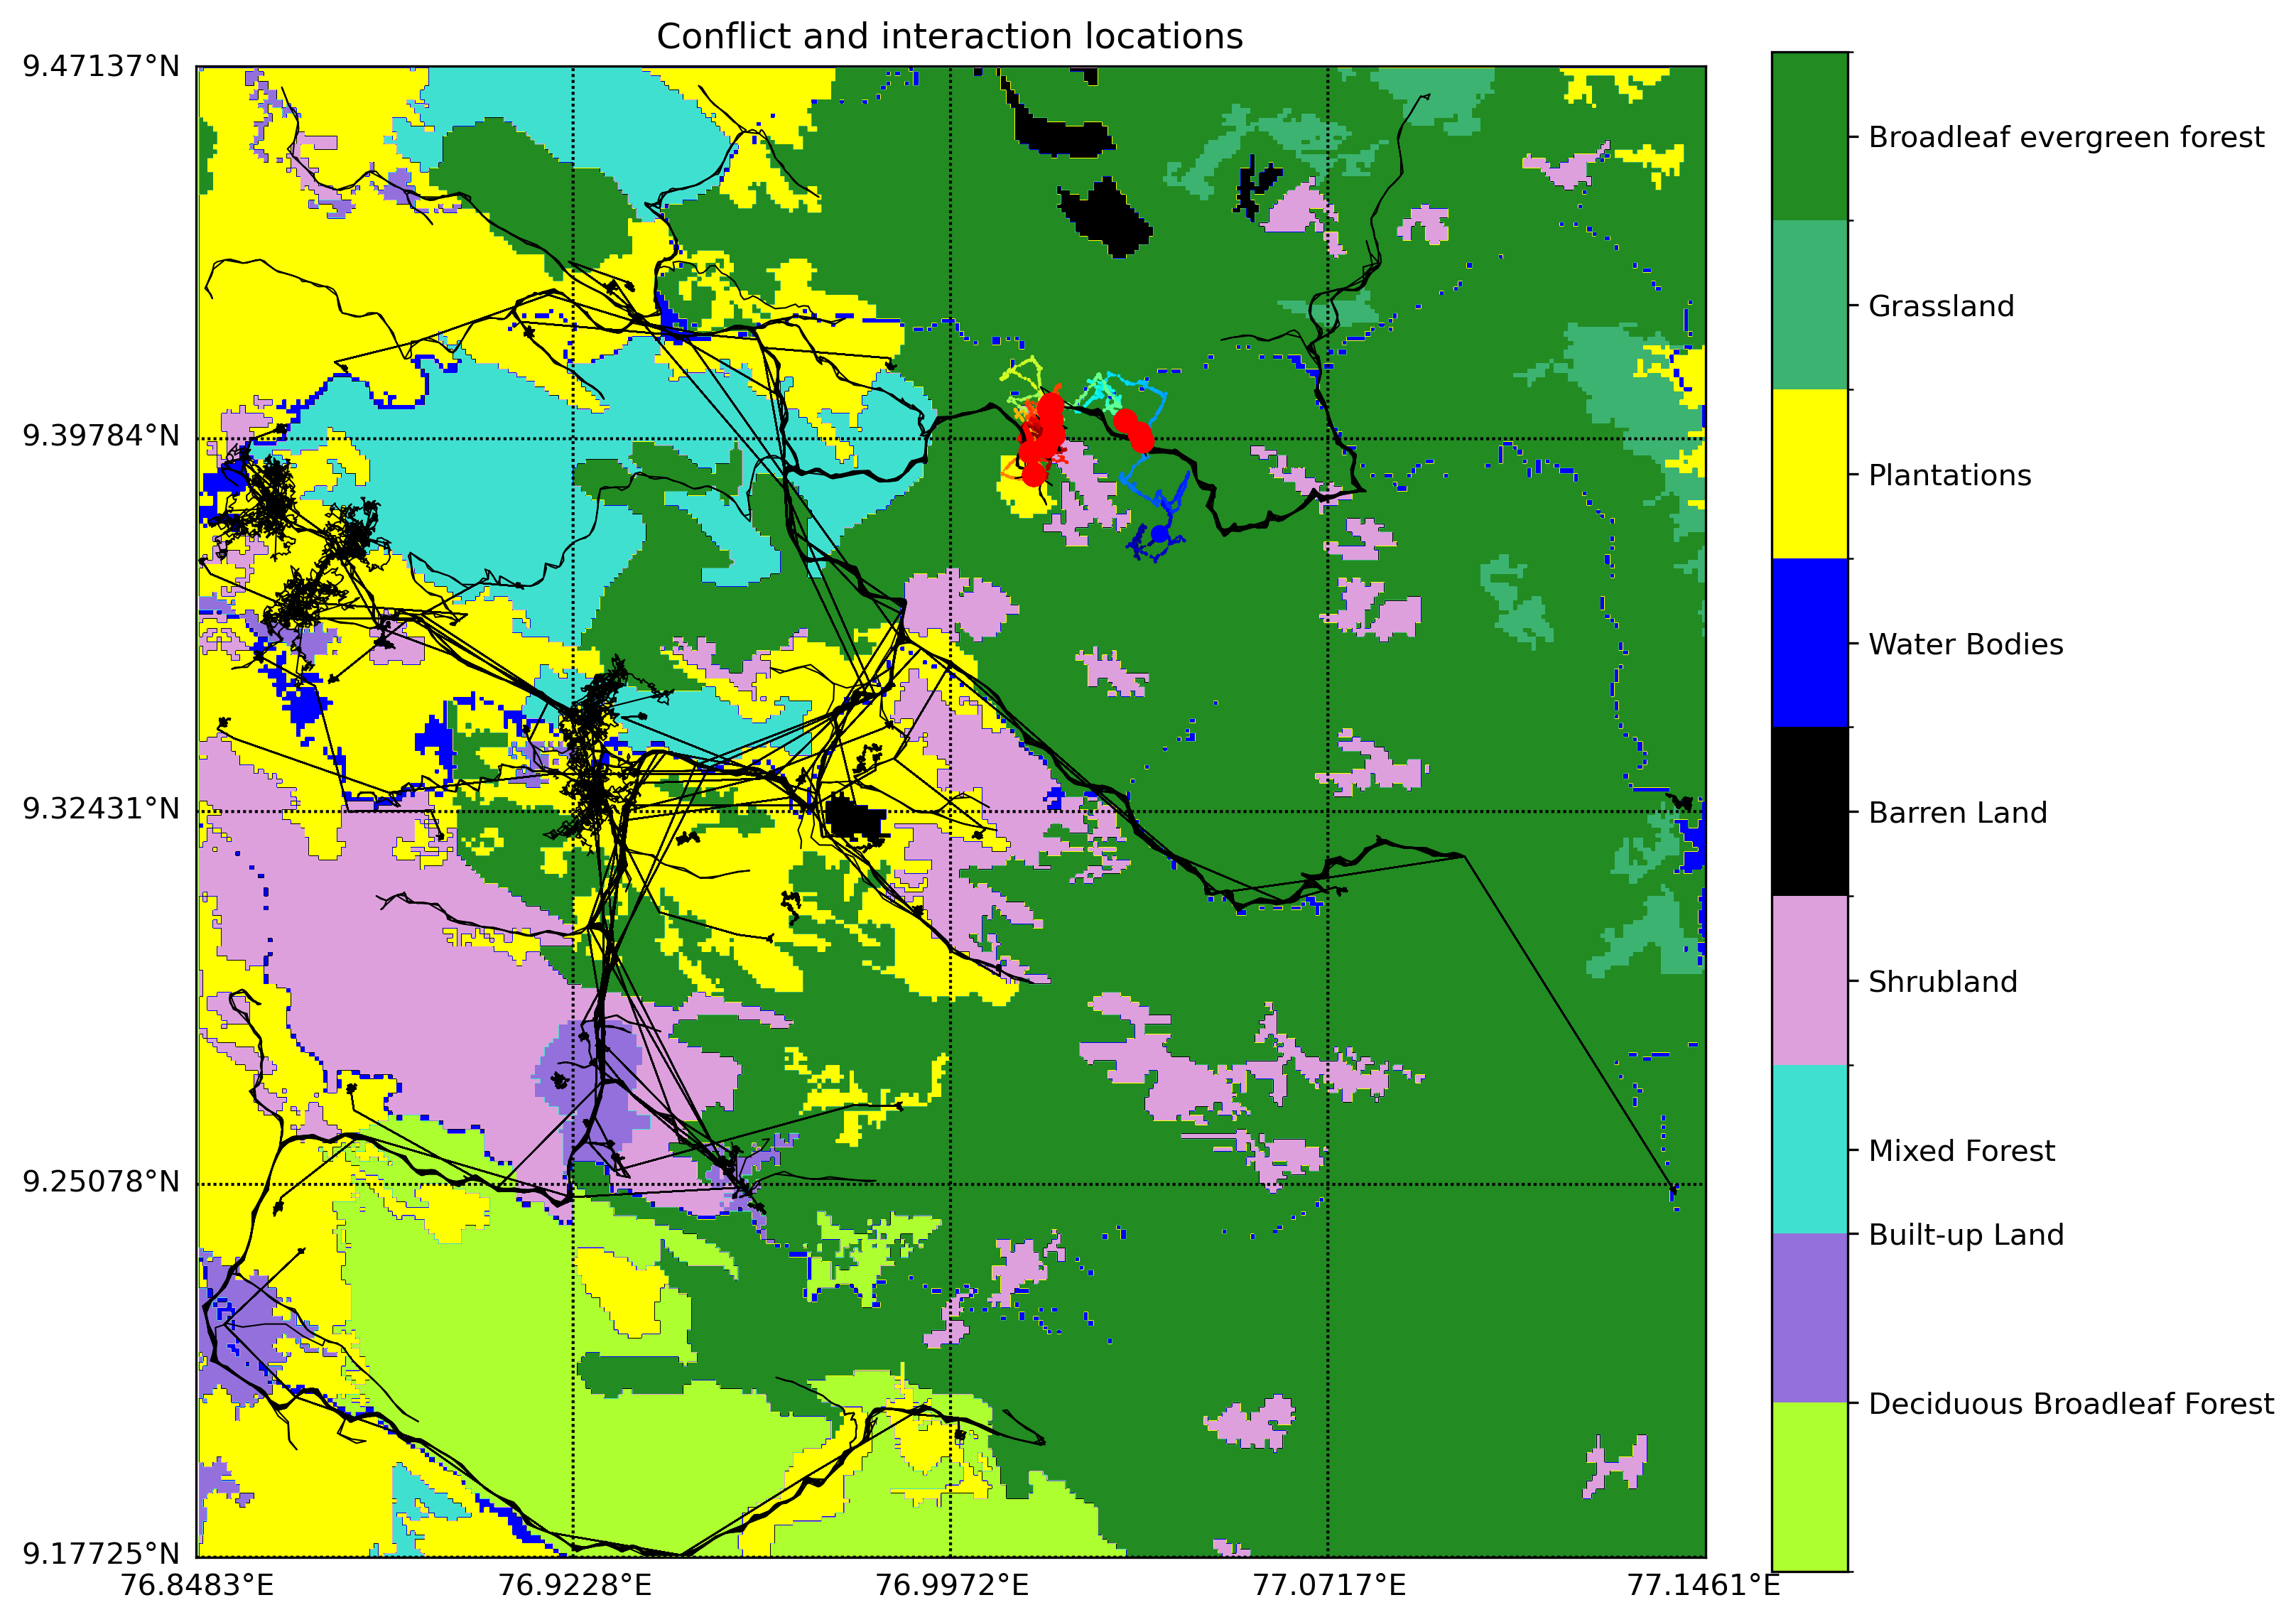 Conflict and interaction locations
9.47137°N
9.39784°N
9.32431°N
9.25078°N
9.17725°N
76.8483°E
76.9228°E
76.9972°E
77.0717°E
77.1461°E
Broadleaf evergreen forest
Grassland
Plantations
Water Bodies
Barren Land
Shrubland
Mixed Forest
Built-up Land
Deciduous Broadleaf Forest